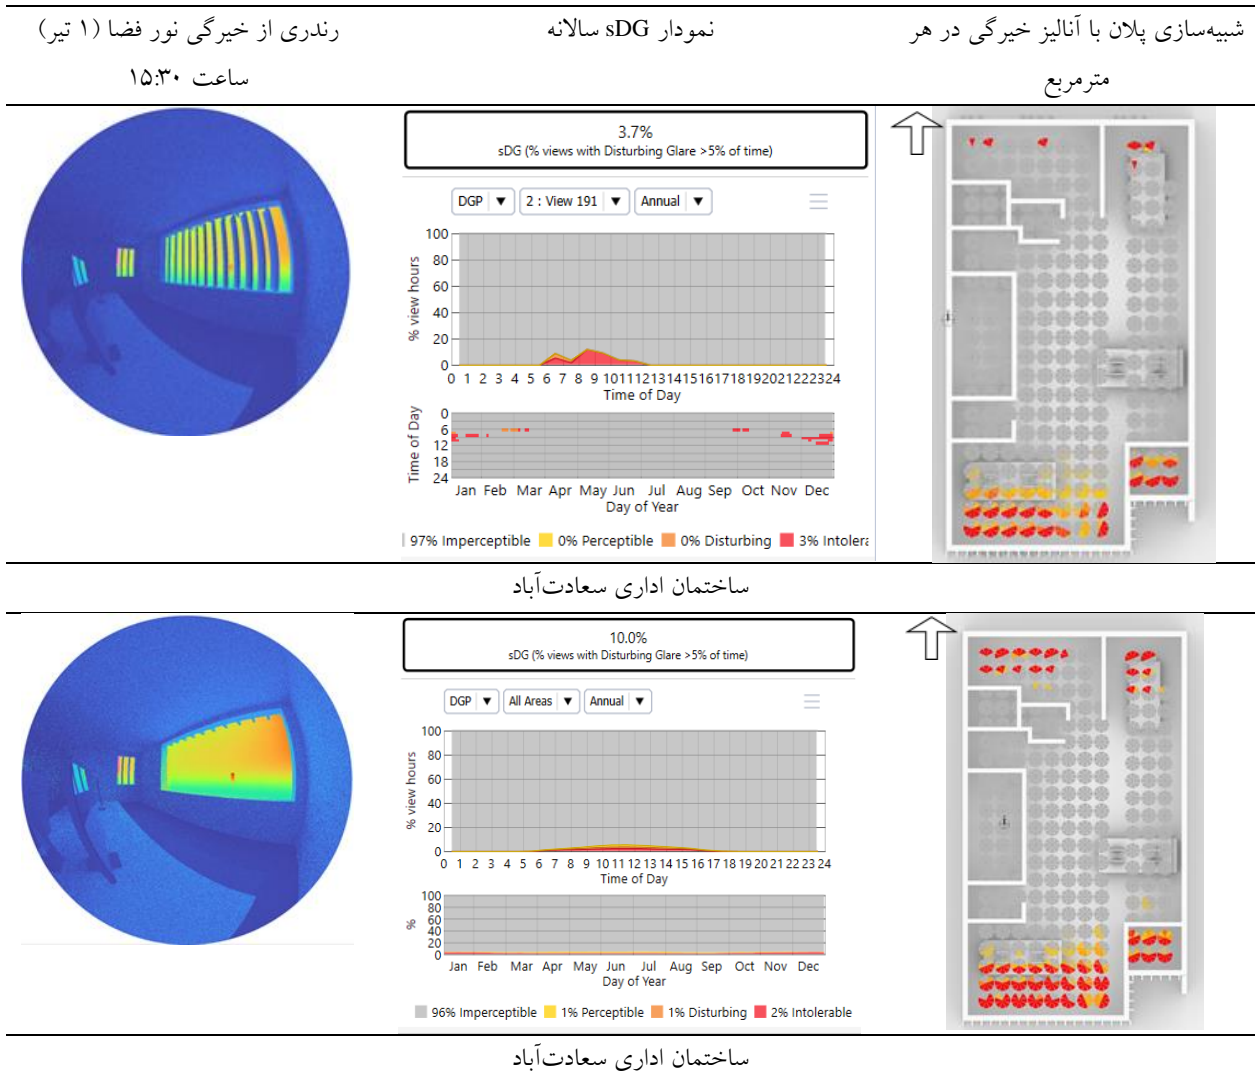 شبیه‌سازی پلان با آنالیز خیرگی در هر
مترمربع
نمودار sDG سالانه
رندری از خیرگی نور فضا (۱ تیر)
ساعت ۱۵:۳۰
3.7%
sDG (% views with Disturbing Glare >5% of time)
DGP ▼ 2 : View 191 ▼ Annual ▼
% view hours
100
80
60
40
20
0
0 1 2 3 4 5 6 7 8 9 101112131415161718192021222324
Time of Day
Time of Day
0
6
12
18
24
Jan Feb Mar Apr May Jun Jul Aug Sep Oct Nov Dec
Day of Year
97% Imperceptible 0% Perceptible 0% Disturbing 3% Intolera
ساختمان اداری سعادت‌آباد
10.0%
sDG (% views with Disturbing Glare >5% of time)
DGP ▼ All Areas ▼ Annual ▼
% view hours
100
80
60
40
20
0
0 1 2 3 4 5 6 7 8 9 10 11 12 13 14 15 16 17 18 19 20 21 22 23 24
Time of Day
%
100
80
60
40
20
0
Jan Feb Mar Apr May Jun Jul Aug Sep Oct Nov Dec
Day of Year
96% Imperceptible 1% Perceptible 1% Disturbing 2% Intolerable
ساختمان اداری سعادت‌آباد